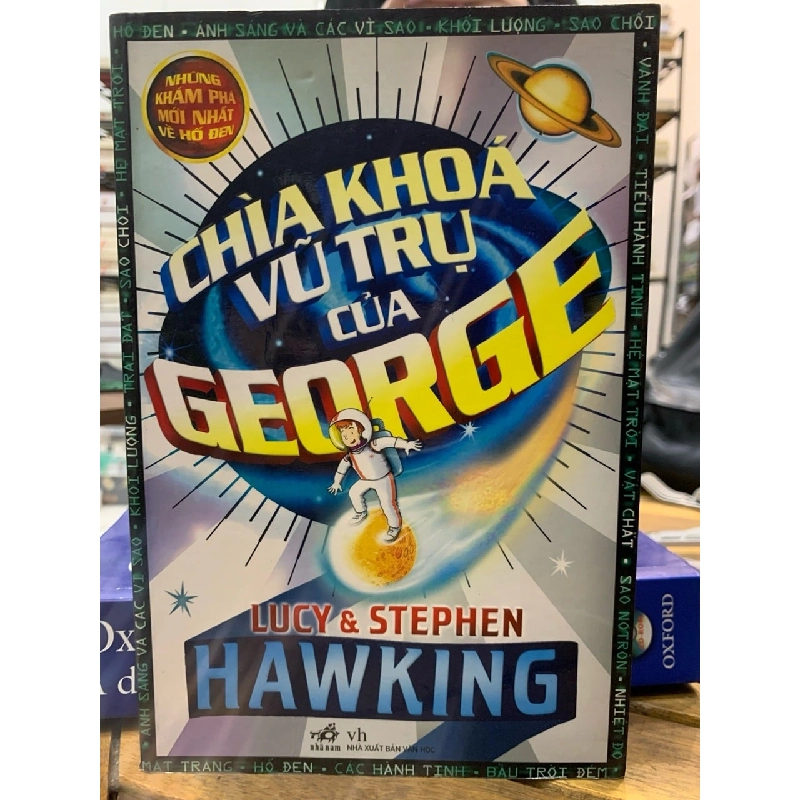 HỐ ĐEN - ÁNH SÁNG VÀ CÁC VÌ SAO - KHỐI LƯỢNG - SAO CHỔI
VÀNH ĐAI - TIỂU HÀNH TINH - HỆ MẶT TRỜI - VẬT CHẤT - SAO NƠTRON - NHIỆT ĐỘ
NHỮNG
KHÁM PHÁ
MỚI NHẤT
VỀ HỐ ĐEN
CHÌA KHOÁ
VŨ TRỤ
CỦA
GEORGE
LUCY & STEPHEN
HAWKING
nhã nam
vh
NHÀ XUẤT BẢN VĂN HỌC
ÁNH SÁNG VÀ CÁC VÌ SAO - KHỐI LƯỢNG - TRÁI ĐẤT - SAO CHỔI - HỆ MẶT TRỜI
MẶT TRĂNG - HỐ ĐEN - CÁC HÀNH TINH - BẦU TRỜI ĐÊM
OXFORD
Ox
A d